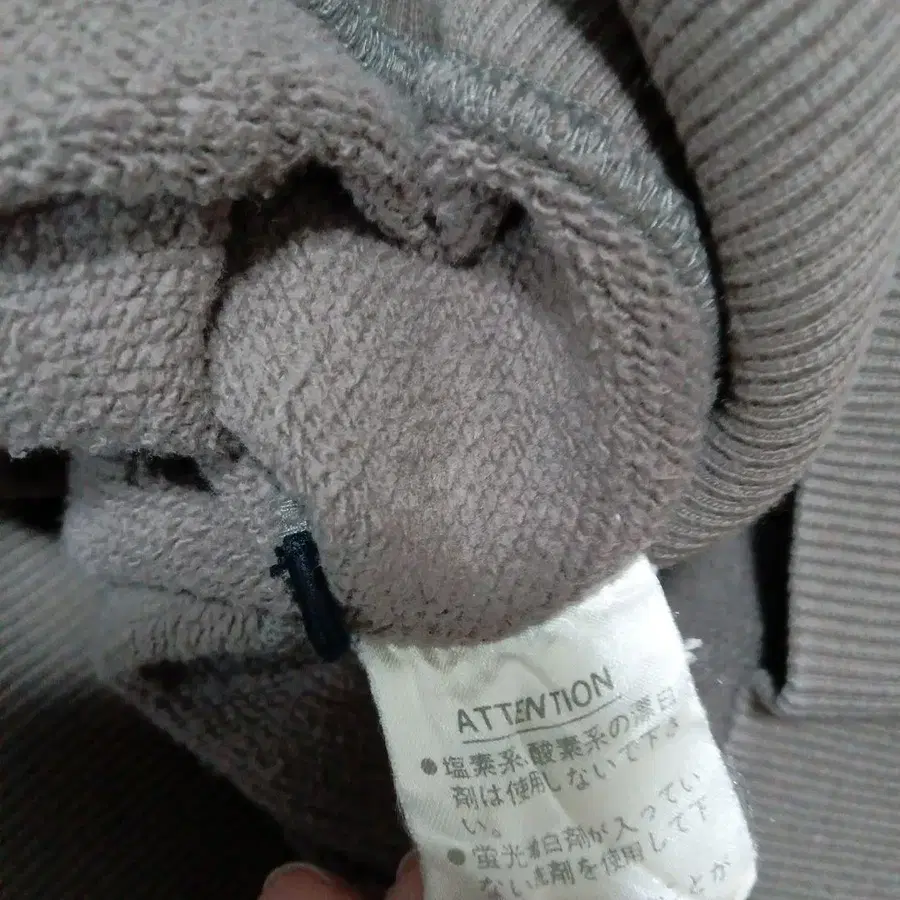 ATTENTION
●塩素系、酸素系の漂白
剤は使用しないで下さ
い。
●蛍光増白剤が入ってい
ない洗剤を使用して下
とが